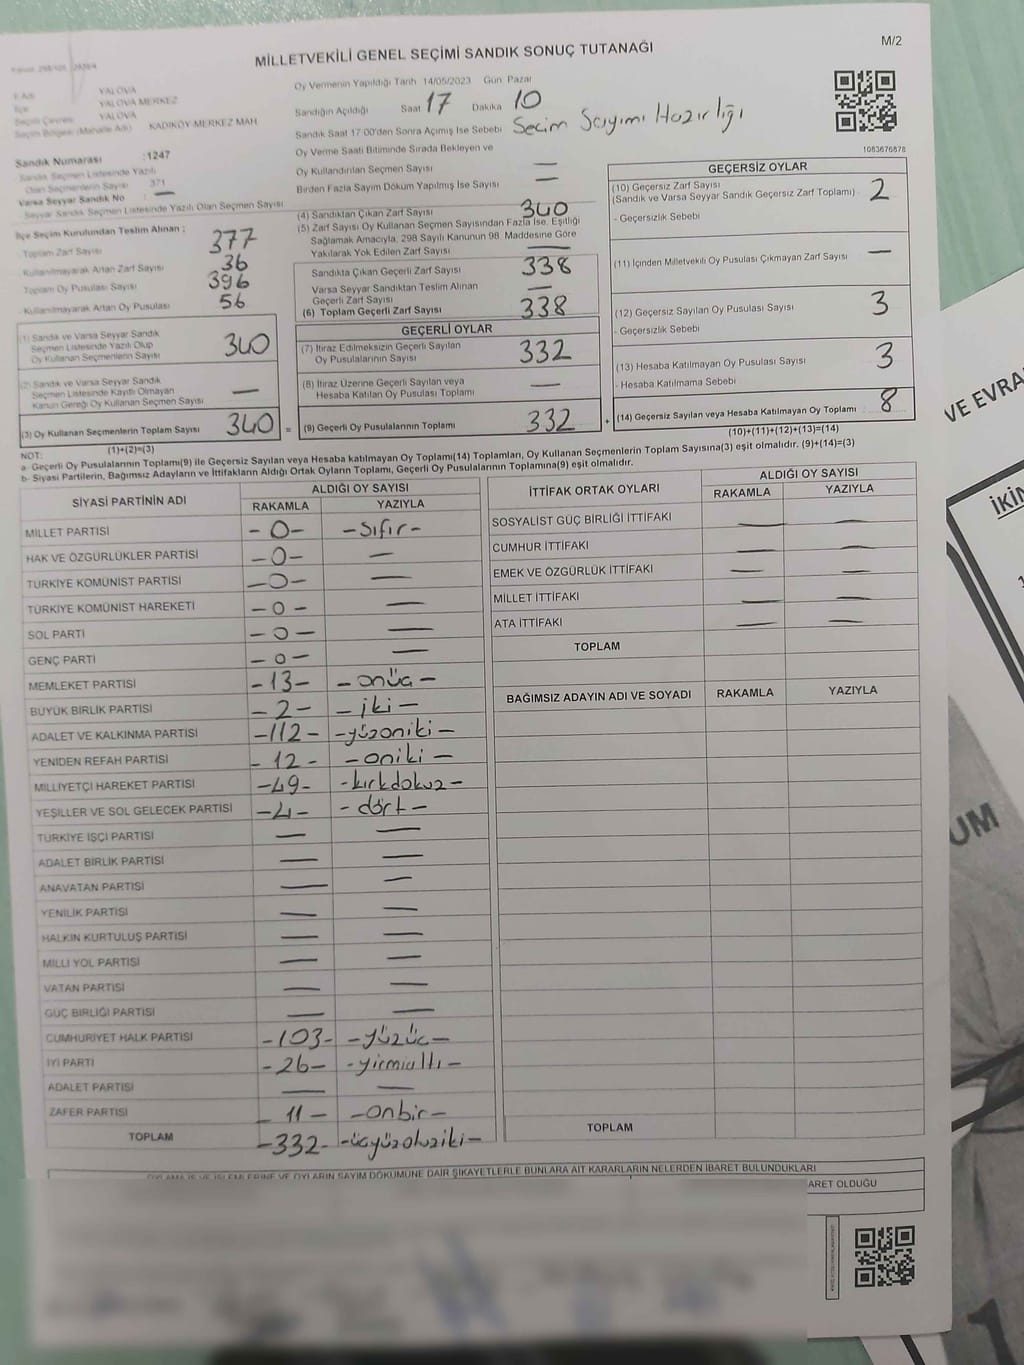 MİLLETVEKİLİ GENEL SEÇİMİ SANDIK SONUÇ TUTANAĞI
M/2
YALOVA
YALOVA MERKEZ
YALOVA
Seçim Bölgesi (Mahalle Adı) KADIKÖY-MERKEZ MAH
Oy Vermenin Yapıldığı Tarih 14/05/2023 Gün Pazar
Sandığın Açıldığı Saat 17 Dakika 10
Sandık Saat 17:00'den Sonra Açılmış İse Sebebi Secim Sayımı Hazırlığı
Oy Verme Saati Bitiminde Sırada Bekleyen ve
Oy Kullandırılan Seçmen Sayısı —
Birden Fazla Sayım Döküm Yapılmış İse Sayısı —
1083676878
Sandık Numarası :1247
Sandık Seçmen Listesinde Yazılı
Olan Seçmenlerin Sayısı 371
Varsa Seyyar Sandık No : —
Seyyar Sandık Seçmen Listesinde Yazılı Olan Seçmen Sayısı
İlçe Seçim Kurulundan Teslim Alınan :
Toplam Zarf Sayısı 377
Kullanılmayarak Artan Zarf Sayısı 36
Toplam Oy Pusulası Sayısı 396
Kullanılmayarak Artan Oy Pusulası 56
(1) Sandık ve Varsa Seyyar Sandık
Seçmen Listesinde Yazılı Olup
Oy Kullanan Seçmenlerin Sayısı 340
(2) Sandık ve Varsa Seyyar Sandık
Seçmen Listesinde Kayıtlı Olmayan
Kanun Gereği Oy Kullanan Seçmen Sayısı —
(3) Oy Kullanan Seçmenlerin Toplam Sayısı 340 =
(1)+(2)=(3)
(4) Sandıktan Çıkan Zarf Sayısı 340
(5) Zarf Sayısı Oy Kullanan Seçmen Sayısından Fazla İse, Eşitliği
Sağlamak Amacıyla, 298 Sayılı Kanunun 98. Maddesine Göre
Yakılarak Yok Edilen Zarf Sayısı —
Sandıkta Çıkan Geçerli Zarf Sayısı 338
Varsa Seyyar Sandıktan Teslim Alınan
Geçerli Zarf Sayısı —
(6) Toplam Geçerli Zarf Sayısı 338
GEÇERLİ OYLAR
(7) İtiraz Edilmeksizin Geçerli Sayılan
Oy Pusulalarının Sayısı 332
(8) İtiraz Üzerine Geçerli Sayılan veya
Hesaba Katılan Oy Pusulası Toplamı —
(9) Geçerli Oy Pusulalarının Toplamı 332 +
GEÇERSİZ OYLAR
(10) Geçersiz Zarf Sayısı
(Sandık ve Varsa Seyyar Sandık Geçersiz Zarf Toplamı) 2
- Geçersizlik Sebebi
(11) İçinden Milletvekili Oy Pusulası Çıkmayan Zarf Sayısı —
(12) Geçersiz Sayılan Oy Pusulası Sayısı 3
- Geçersizlik Sebebi
(13) Hesaba Katılmayan Oy Pusulası Sayısı 3
- Hesaba Katılmama Sebebi
(14) Geçersiz Sayılan veya Hesaba Katılmayan Oy Toplamı : 8
(10)+(11)+(12)+(13)=(14)
NOT:
a- Geçerli Oy Pusulalarının Toplamı(9) ile Geçersiz Sayılan veya Hesaba katılmayan Oy Toplamı(14) Toplamları, Oy Kullanan Seçmenlerin Toplam Sayısına(3) eşit olmalıdır. (9)+(14)=(3)
b- Siyasi Partilerin, Bağımsız Adayların ve İttifakların Aldığı Ortak Oyların Toplamı, Geçerli Oy Pusulalarının Toplamına(9) eşit olmalıdır.
SİYASİ PARTİNİN ADI ALDIĞI OY SAYISI
RAKAMLA YAZIYLA
MİLLET PARTİSİ -0- -Sıfır-
HAK VE ÖZGÜRLÜKLER PARTİSİ -0- —
TÜRKİYE KOMÜNİST PARTİSİ -0- —
TÜRKİYE KOMÜNİST HAREKETİ -0- —
SOL PARTİ -0- —
GENÇ PARTİ -0- —
MEMLEKET PARTİSİ -13- -onüç-
BÜYÜK BİRLİK PARTİSİ -2- -iki-
ADALET VE KALKINMA PARTİSİ -112- -yüzoniki-
YENİDEN REFAH PARTİSİ -12- -oniki-
MİLLİYETÇİ HAREKET PARTİSİ -49- -kırkdokuz-
YEŞİLLER VE SOL GELECEK PARTİSİ -4- -dört-
TÜRKİYE İŞÇİ PARTİSİ — —
ADALET BİRLİK PARTİSİ — —
ANAVATAN PARTİSİ — —
YENİLİK PARTİSİ — —
HALKIN KURTULUŞ PARTİSİ — —
MİLLİ YOL PARTİSİ — —
VATAN PARTİSİ — —
GÜÇ BİRLİĞİ PARTİSİ — —
CUMHURİYET HALK PARTİSİ -103- -yüzüç-
İYİ PARTİ -26- -yirmialtı-
ADALET PARTİSİ — —
ZAFER PARTİSİ -11- -onbir-
TOPLAM -332- -üçyüzotuziki-
İTTİFAK ORTAK OYLARI ALDIĞI OY SAYISI
RAKAMLA YAZIYLA
SOSYALİST GÜÇ BİRLİĞİ İTTİFAKI — —
CUMHUR İTTİFAKI — —
EMEK VE ÖZGÜRLÜK İTTİFAKI — —
MİLLET İTTİFAKI — —
ATA İTTİFAKI — —
TOPLAM
BAĞIMSIZ ADAYIN ADI VE SOYADI RAKAMLA YAZIYLA
TOPLAM
OYLAMA İŞ VE İŞLEMLERİNE VE OYLARIN SAYIM DÖKÜMÜNE DAİR ŞİKAYETLERLE BUNLARA AİT KARARLARIN NELERDEN İBARET BULUNDUKLARI
ARET OLDUĞU
VE EVRA
İKİN
UM
1